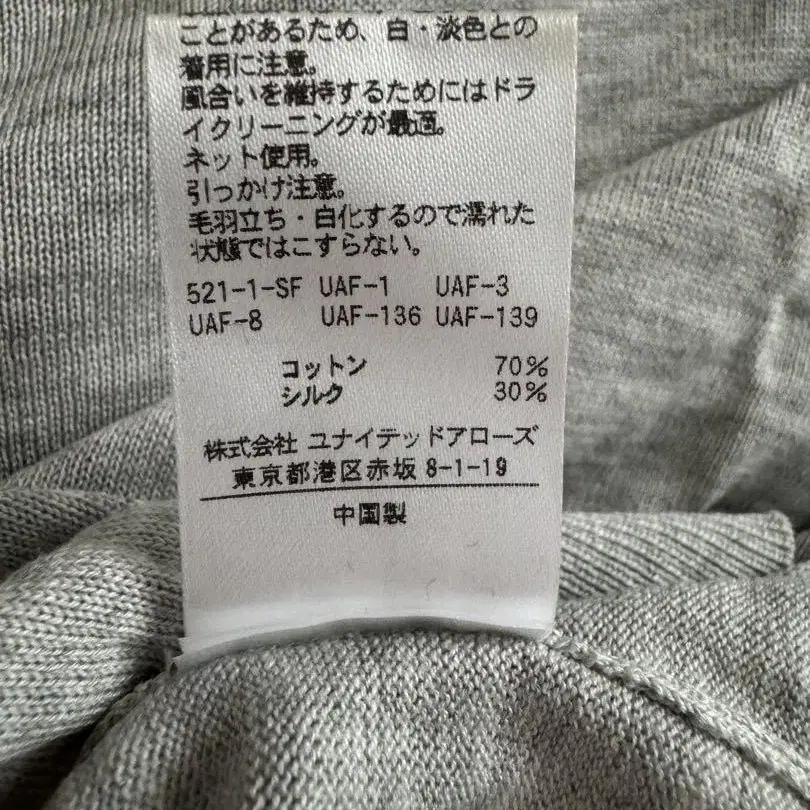 ことがあるため、白・淡色との
着用に注意。
風合いを維持するためにはドラ
イクリーニングが最適。
ネット使用。
引っかけ注意。
毛羽立ち・白化するので濡れた
状態ではこすらない。
521-1-SF UAF-1 UAF-3
UAF-8 UAF-136 UAF-139
コットン 70%
シルク 30%
株式会社 ユナイテッドアローズ
東京都港区赤坂 8-1-19
中国製